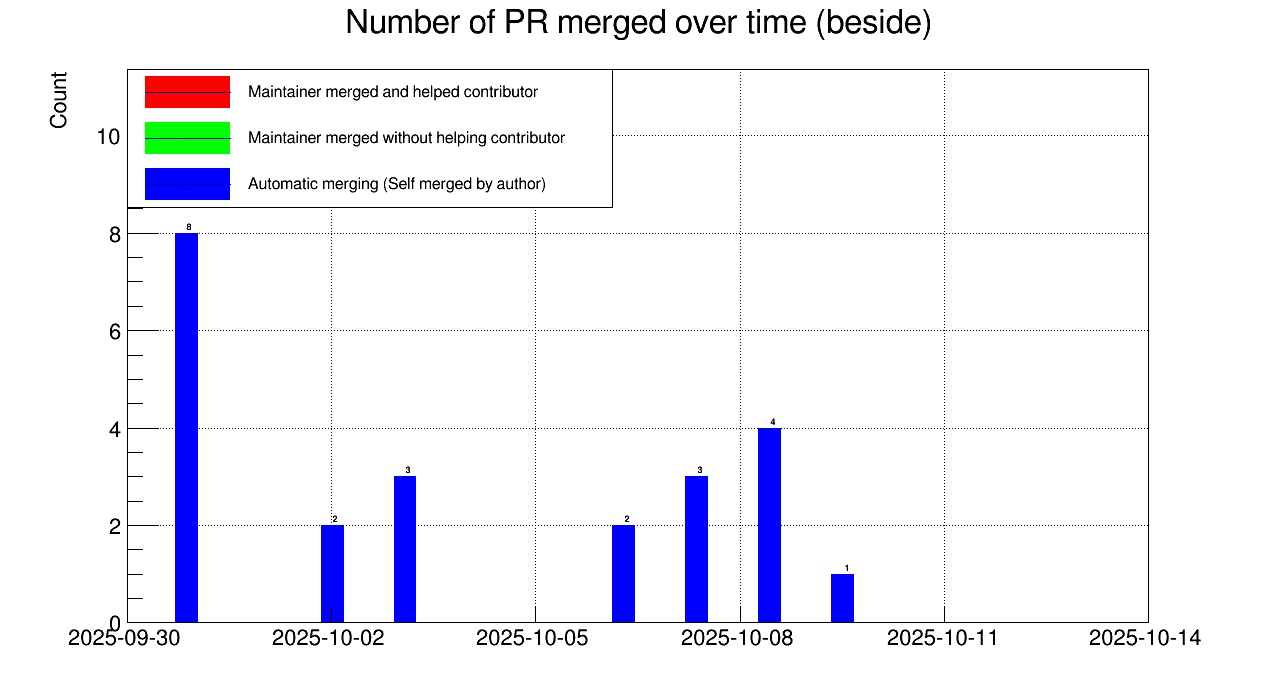 Number of PR merged over time (beside)
Count
Maintainer merged and helped contributor
Maintainer merged without helping contributor
Automatic merging (Self merged by author)
10
8
6
4
2
0
8
2
3
2
3
4
1
2025-09-30 2025-10-02 2025-10-05 2025-10-08 2025-10-11 2025-10-14